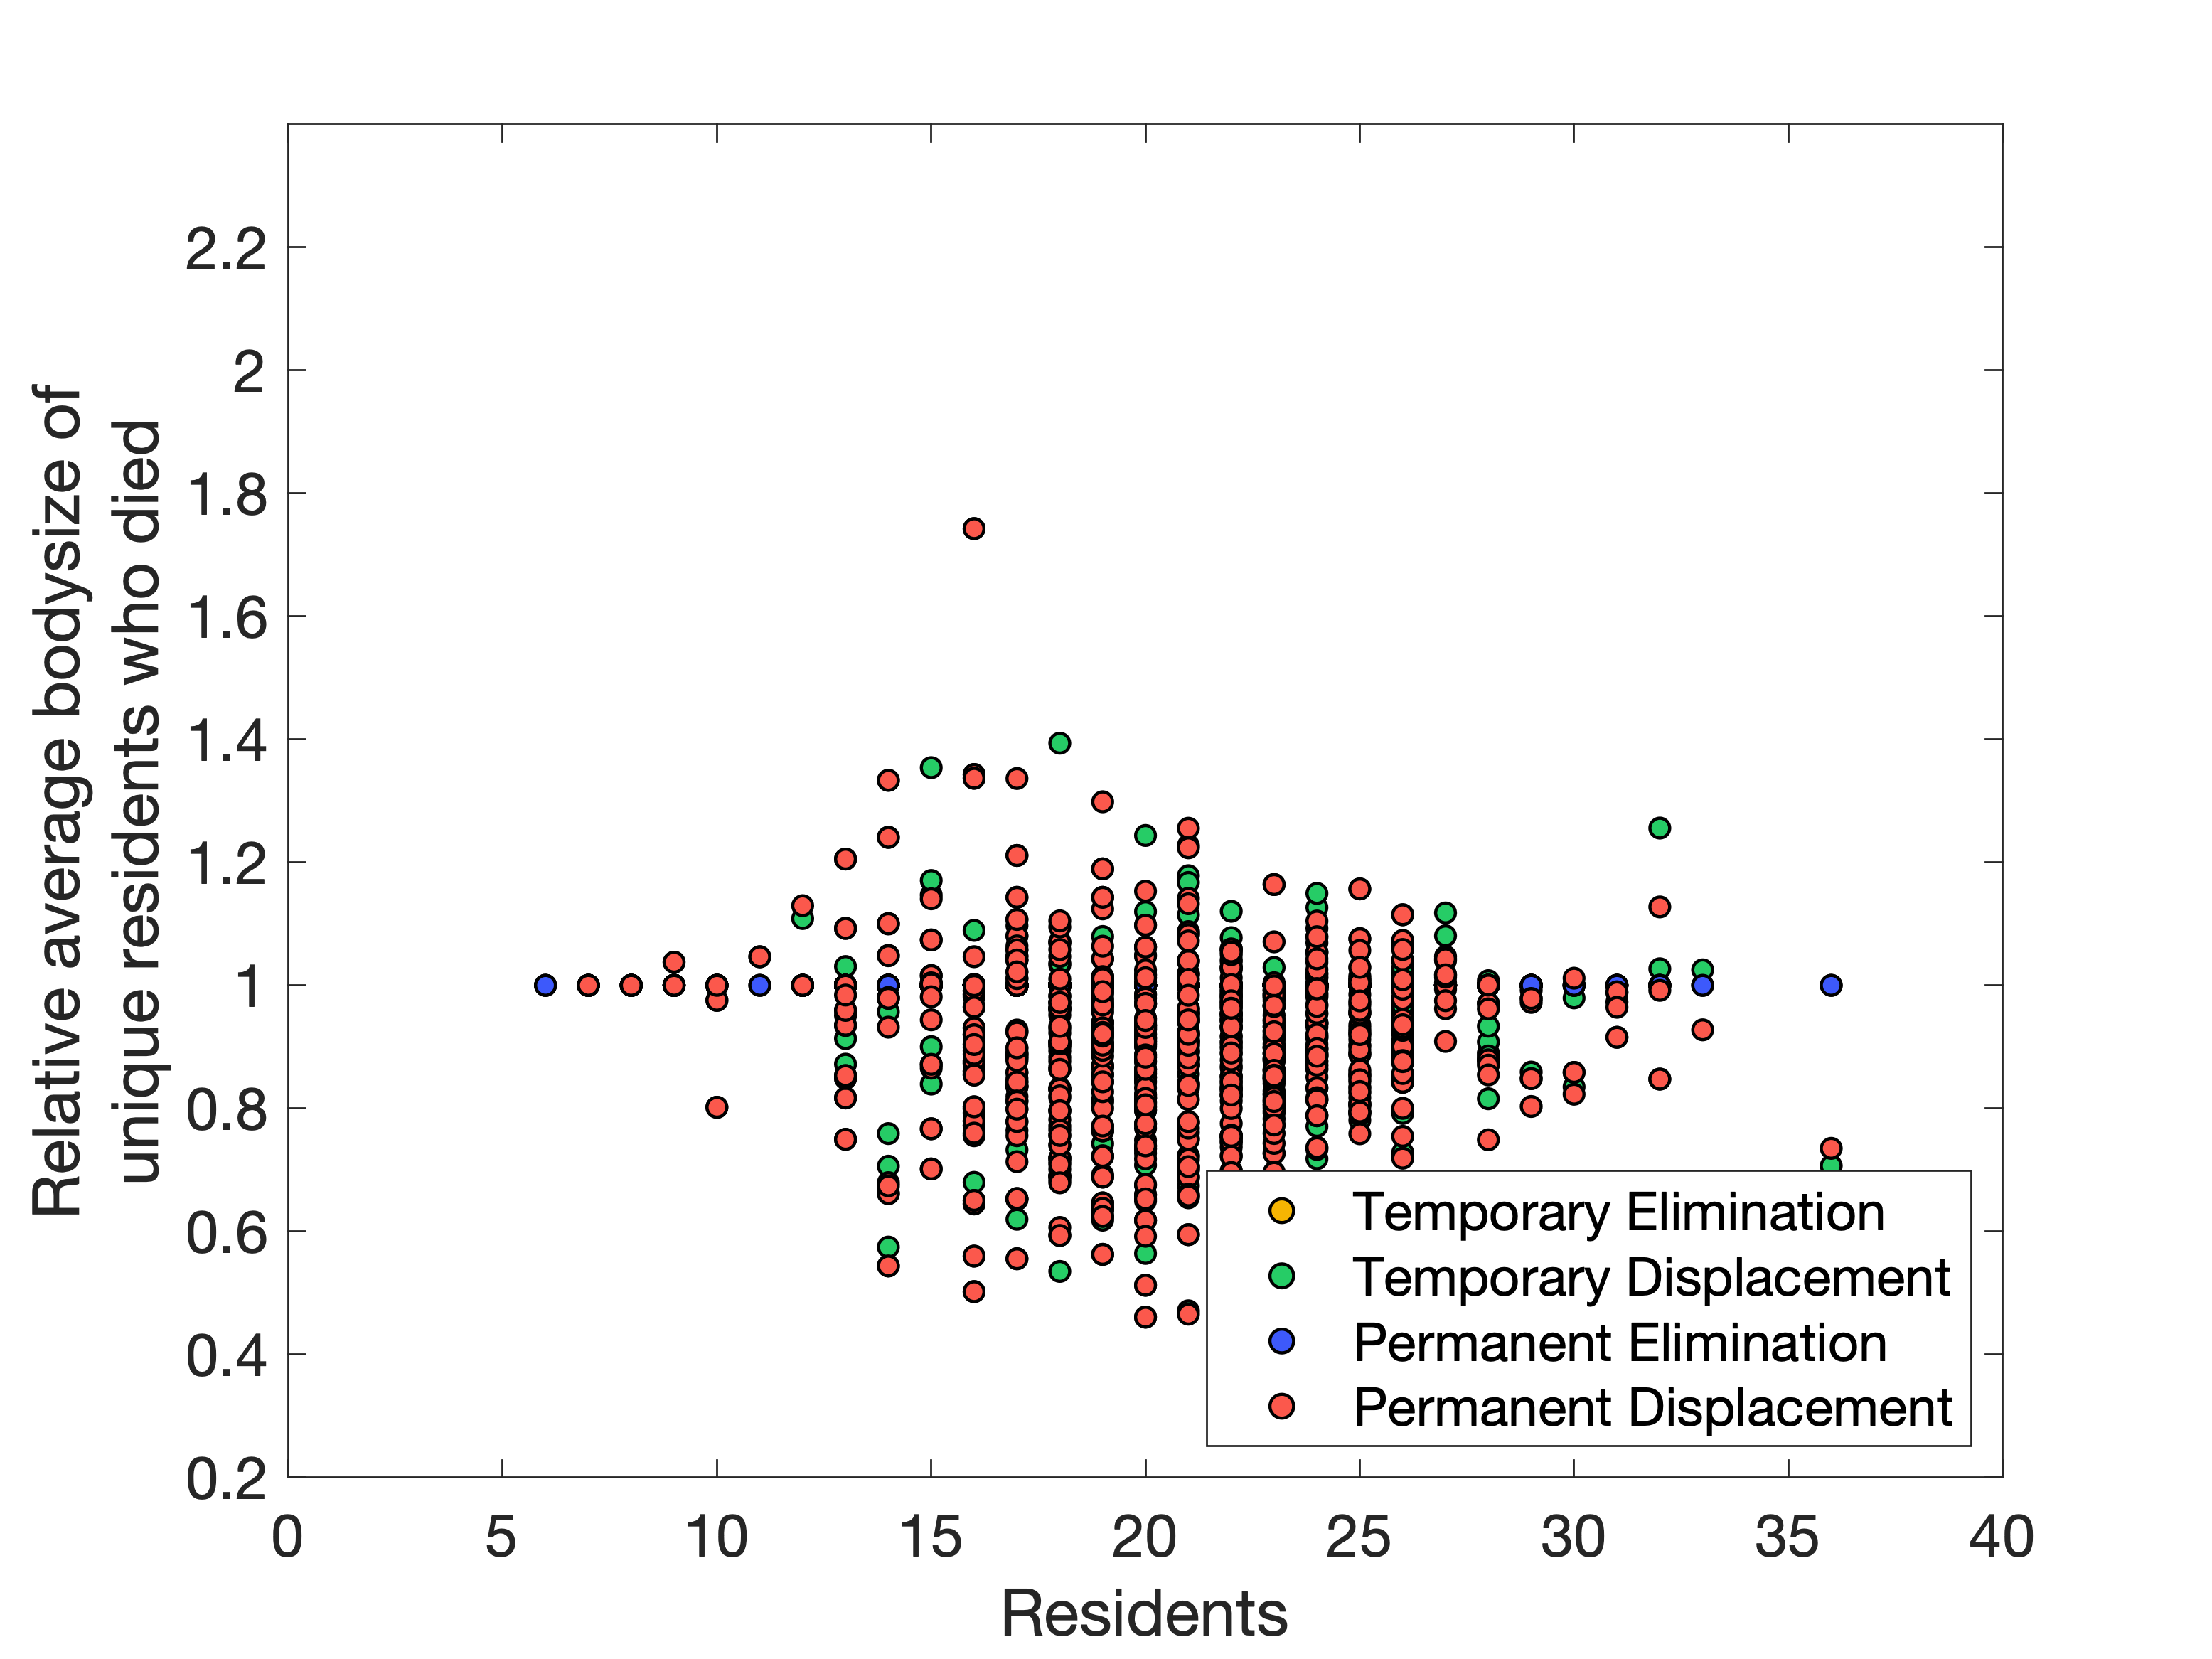 Relative average bodysize of
unique residents who died
2.2
2
1.8
1.6
1.4
1.2
1
0.8
0.6
0.4
0.2
Temporary Elimination
Temporary Displacement
Permanent Elimination
Permanent Displacement
0 5 10 15 20 25 30 35 40
Residents